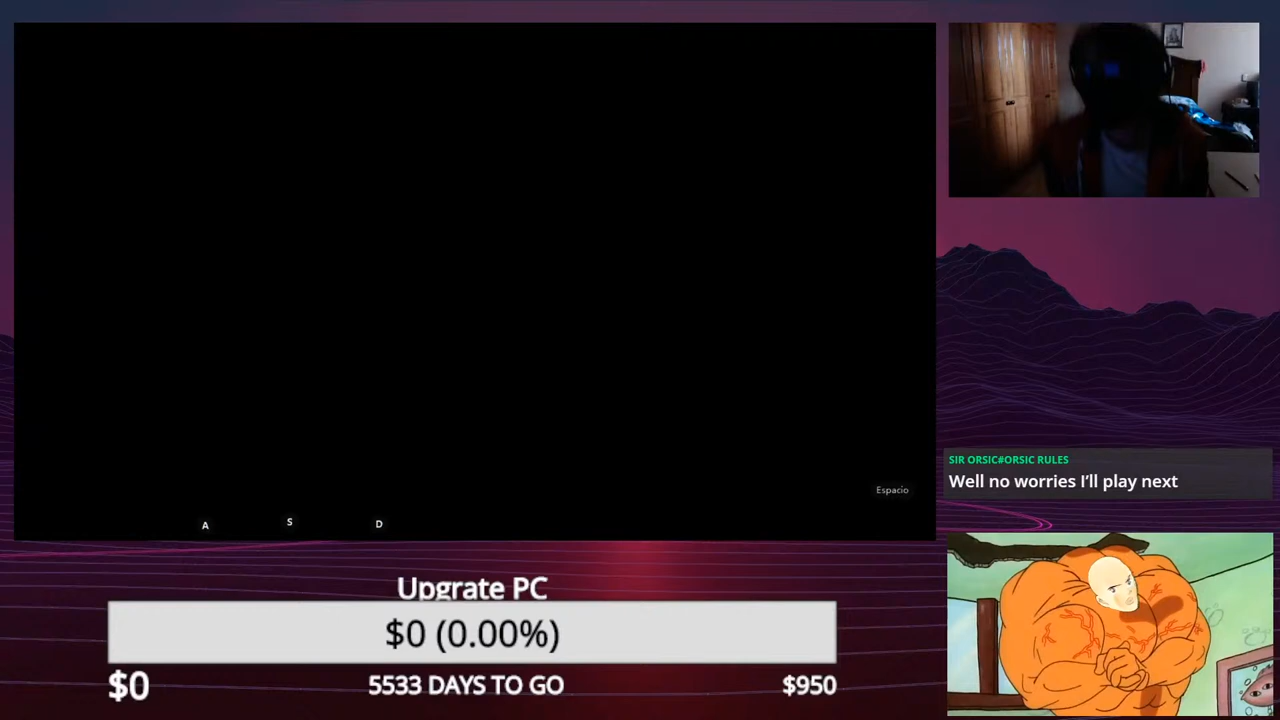 Espacio
A S D
SIR ORSIC#ORSIC RULES
Well no worries I'll play next
Upgrate PC
$0 (0.00%)
$0 5533 DAYS TO GO $950